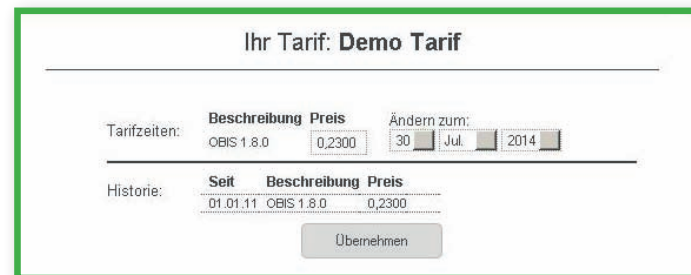 Ihr Tarif: Demo Tarif
Tarifzeiten:
Beschreibung Preis
OBIS 1.8.0 0,2300
Ändern zum:
30 Jul. 2014
Historie:
Seit Beschreibung Preis
01.01.11 OBIS 1.8.0 0,2300
Übernehmen